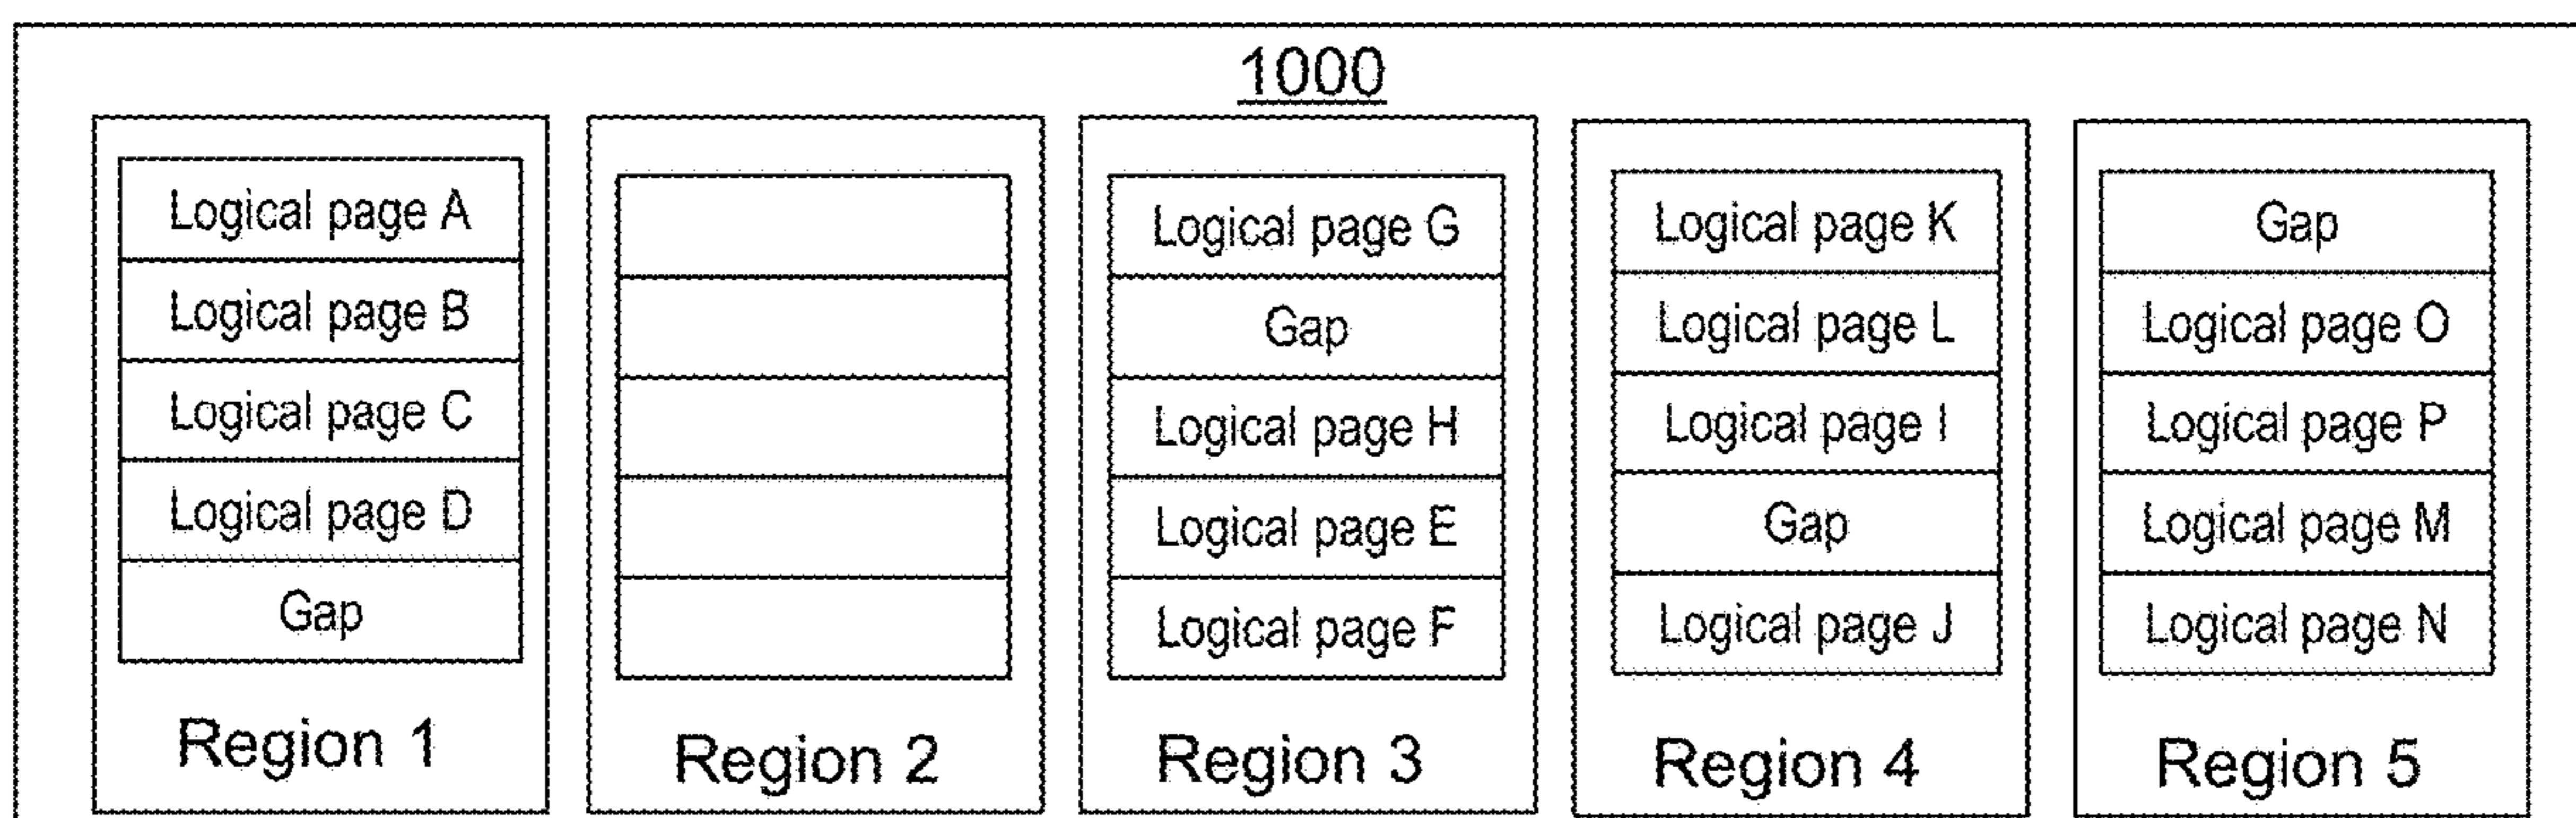 1000
Logical page A
Logical page B
Logical page C
Logical page D
Gap
Region 1
Region 2
Logical page G
Gap
Logical page H
Logical page E
Logical page F
Region 3
Logical page K
Logical page L
Logical page I
Gap
Logical page J
Region 4
Gap
Logical page O
Logical page P
Logical page M
Logical page N
Region 5